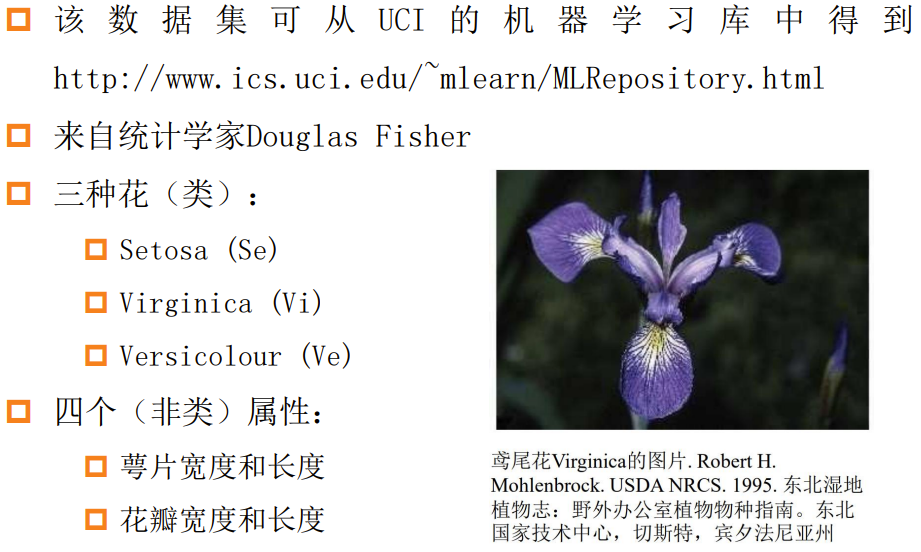 该数据集可从UCI的机器学习库中得到
http://www.ics.uci.edu/~mlearn/MLRepository.html
来自统计学家Douglas Fisher
三种花（类）：
Setosa (Se)
Virginica (Vi)
Versicolour (Ve)
四个（非类）属性：
萼片宽度和长度
花瓣宽度和长度
鸢尾花Virginica的图片. Robert H.
Mohlenbrock. USDA NRCS. 1995. 东北湿地
植物志：野外办公室植物物种指南。东北
国家技术中心，切斯特，宾夕法尼亚州